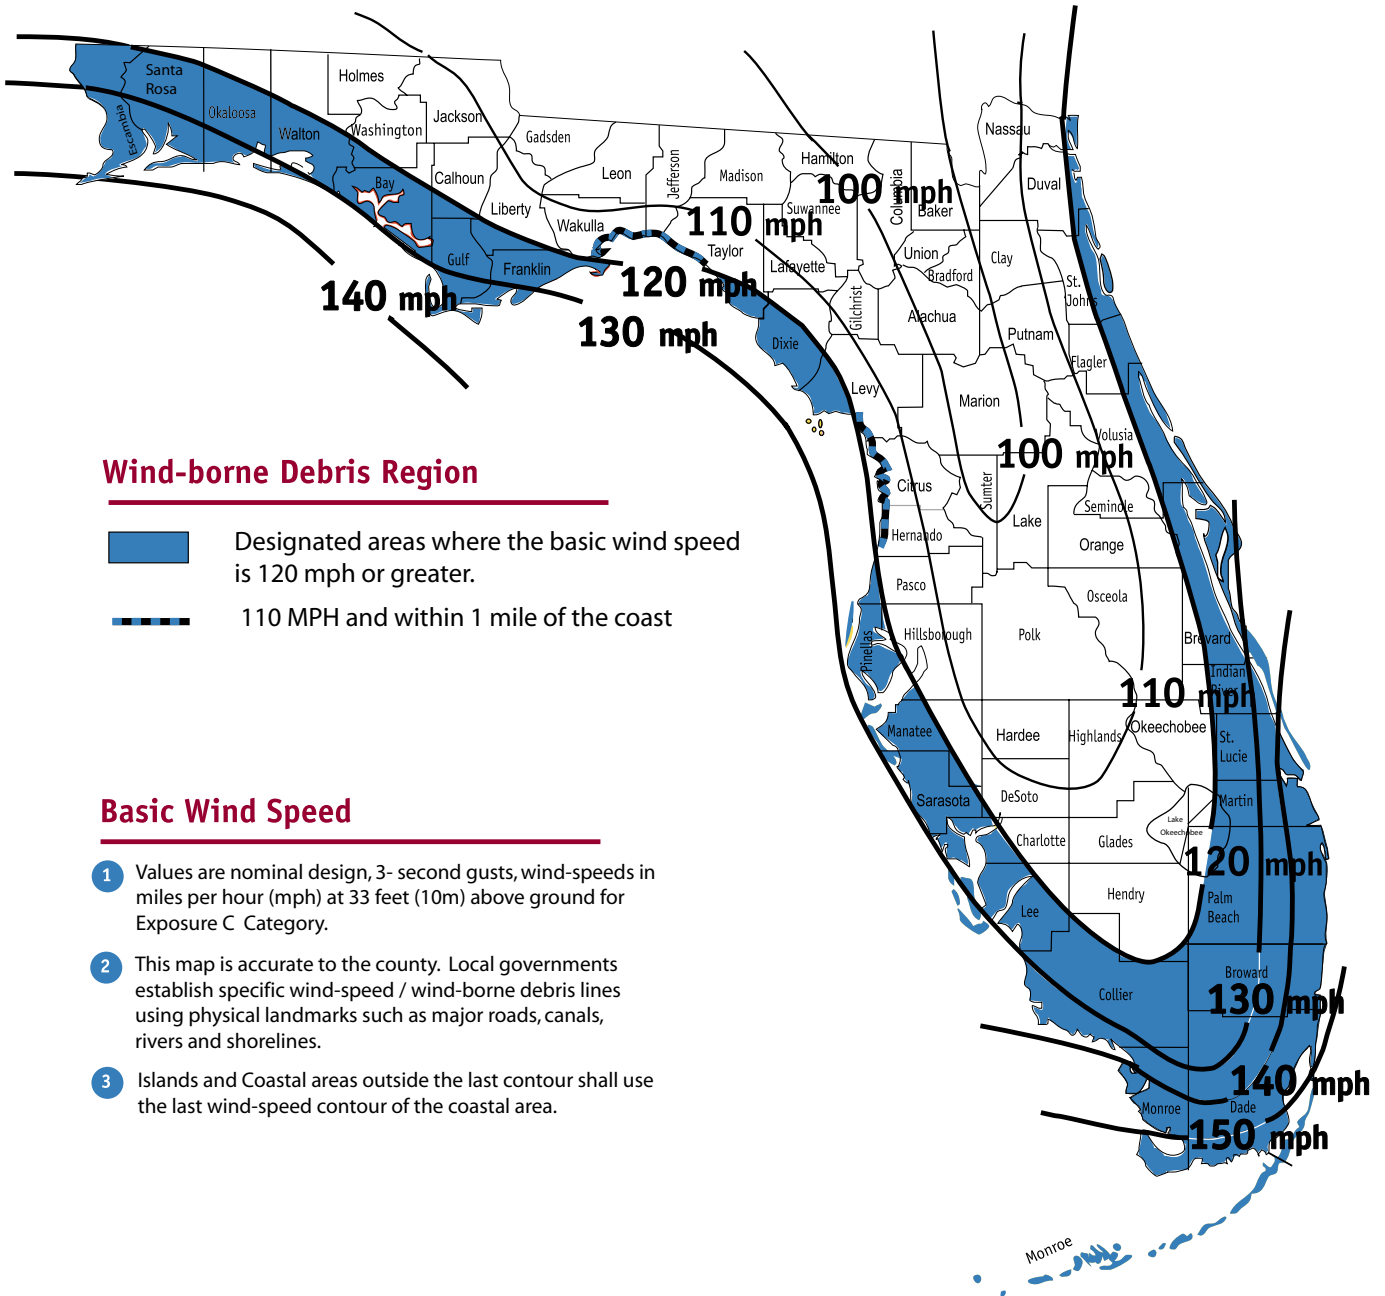 Santa
Rosa
Escambia
Okaloosa
Walton
Holmes
Washington
Jackson
Bay
Calhoun
Gulf
Gadsden
Liberty
Franklin
Leon
Wakulla
Jefferson
Madison
Taylor
Hamilton
Suwannee
Lafayette
Dixie
Columbia
Baker
Nassau
Duval
Union
Bradford
Clay
St.
Johns
Gilchrist
Alachua
Putnam
Flagler
Levy
Marion
Volusia
Citrus
Sumter
Lake
Seminole
Orange
Hernando
Pasco
Osceola
Pinellas
Hillsborough
Polk
Brevard
Indian
River
Manatee
Hardee
Highlands
Okeechobee
St.
Lucie
Sarasota
DeSoto
Martin
Charlotte
Glades
Lake
Okeechobee
Lee
Hendry
Palm
Beach
Collier
Broward
Monroe
Dade
Monroe
100 mph
110 mph
120 mph
130 mph
140 mph
100 mph
110 mph
120 mph
130 mph
140 mph
150 mph
Wind-borne Debris Region
Designated areas where the basic wind speed
is 120 mph or greater.
110 MPH and within 1 mile of the coast
Basic Wind Speed
1 Values are nominal design, 3- second gusts, wind-speeds in
miles per hour (mph) at 33 feet (10m) above ground for
Exposure C Category.
2 This map is accurate to the county. Local governments
establish specific wind-speed / wind-borne debris lines
using physical landmarks such as major roads, canals,
rivers and shorelines.
3 Islands and Coastal areas outside the last contour shall use
the last wind-speed contour of the coastal area.